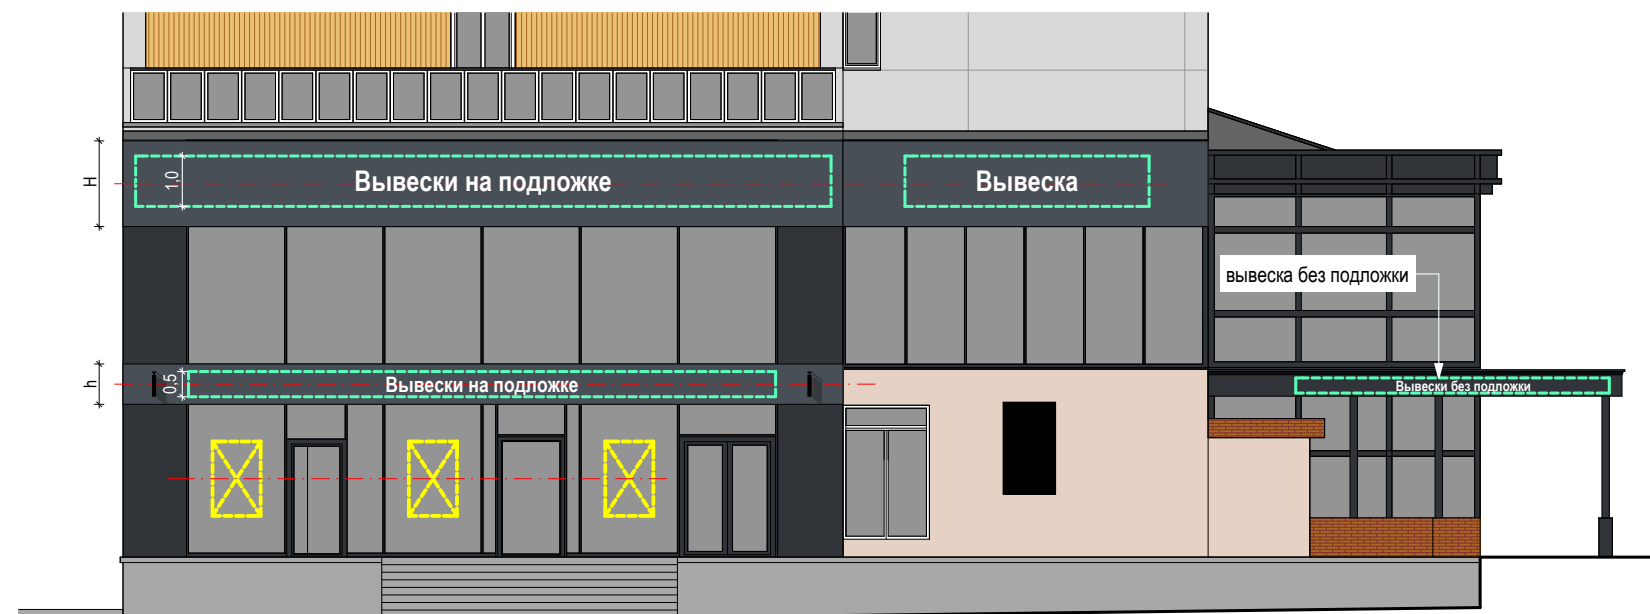 H
1,0
Вывески на подложке
Вывеска
вывеска без подложки
h
0,5
Вывески на подложке
Вывески без подложки